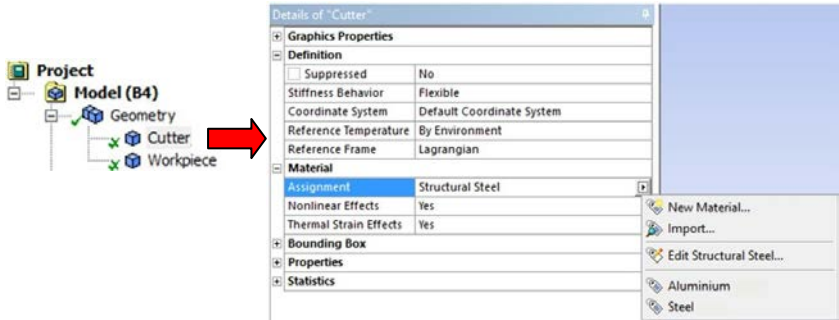 Project
Model (B4)
Geometry
Cutter
Workpiece
Details of "Cutter"
Graphics Properties
Definition
Suppressed No
Stiffness Behavior Flexible
Coordinate System Default Coordinate System
Reference Temperature By Environment
Reference Frame Lagrangian
Material
Assignment Structural Steel
Nonlinear Effects Yes
Thermal Strain Effects Yes
Bounding Box
Properties
Statistics
New Material...
Import...
Edit Structural Steel...
Aluminium
Steel